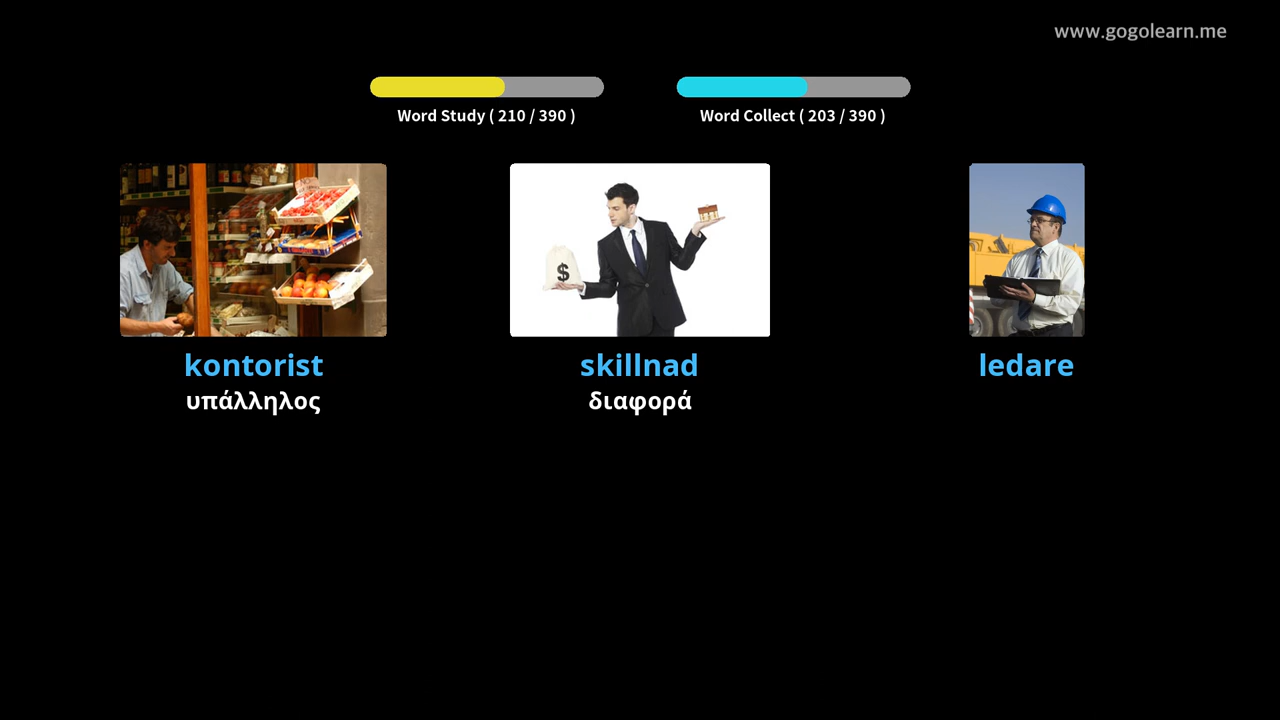 www.gogolearn.me
Word Study ( 210 / 390 )
Word Collect ( 203 / 390 )
$
kontorist
υπάλληλος
skillnad
διαφορά
ledare